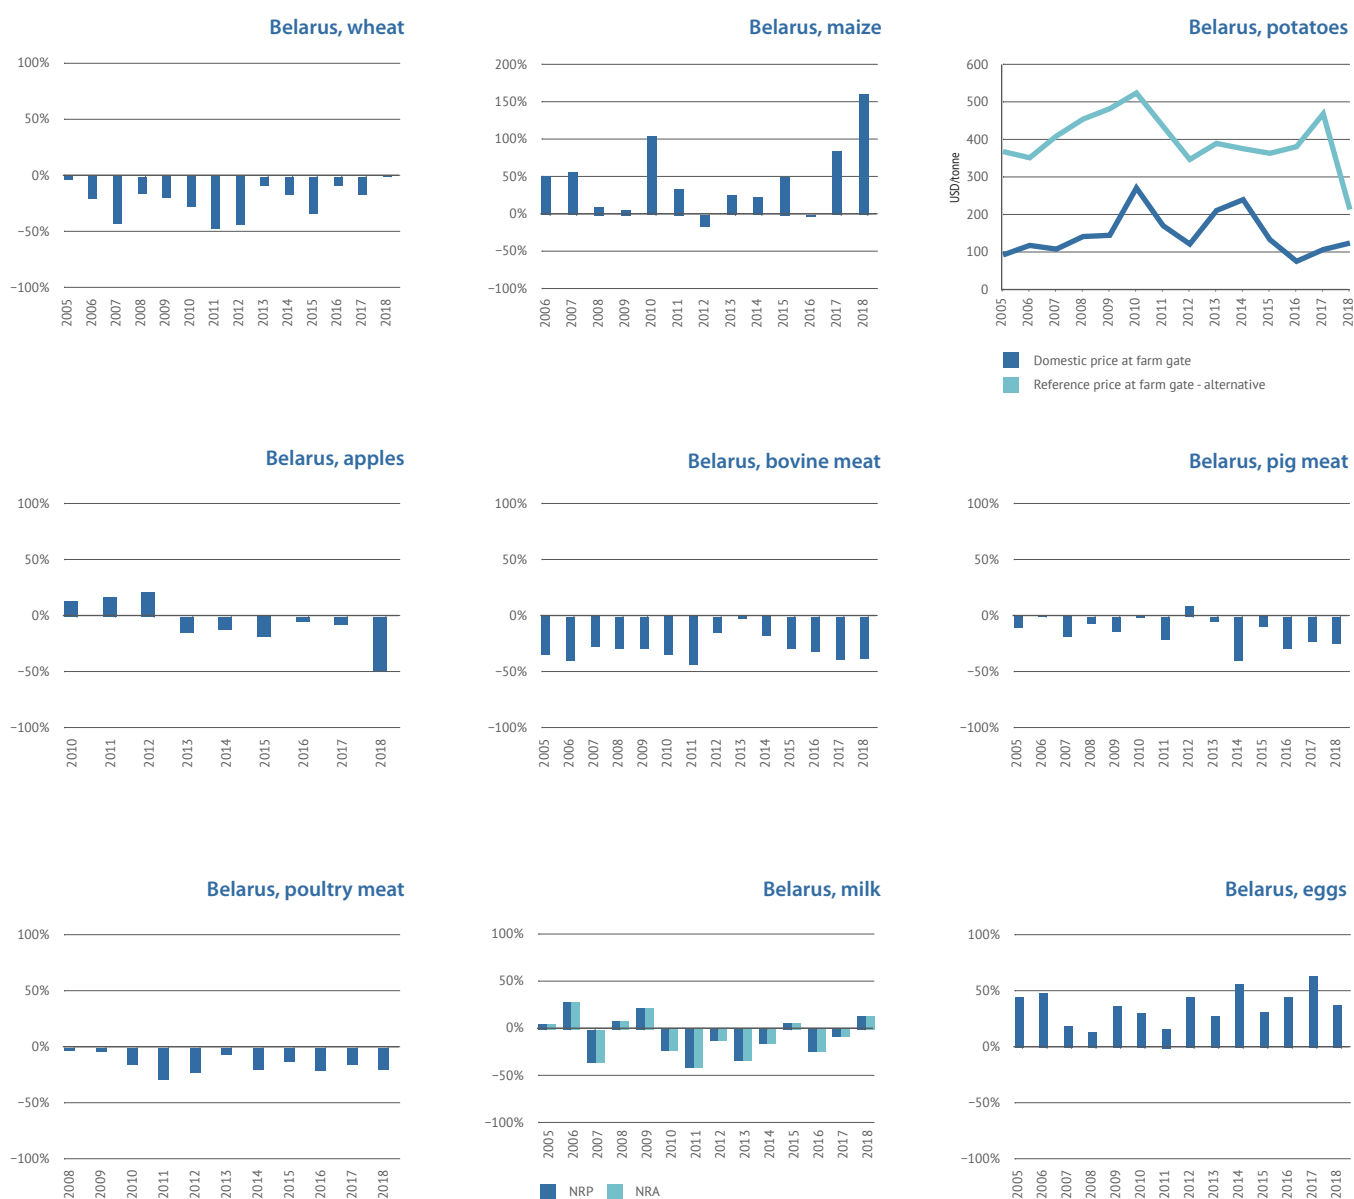 Belarus, wheat
100%
50%
0%
−50%
−100%
2005 2006 2007 2008 2009 2010 2011 2012 2013 2014 2015 2016 2017 2018
Belarus, maize
200%
150%
100%
50%
0%
−50%
−100%
2006 2007 2008 2009 2010 2011 2012 2013 2014 2015 2016 2017 2018
Belarus, potatoes
USD/tonne
600
500
400
300
200
100
0
2005 2006 2007 2008 2009 2010 2011 2012 2013 2014 2015 2016 2017 2018
Domestic price at farm gate
Reference price at farm gate - alternative
Belarus, apples
100%
50%
0%
−50%
−100%
2010 2011 2012 2013 2014 2015 2016 2017 2018
Belarus, bovine meat
100%
50%
0%
−50%
−100%
2005 2006 2007 2008 2009 2010 2011 2012 2013 2014 2015 2016 2017 2018
Belarus, pig meat
100%
50%
0%
−50%
−100%
2005 2006 2007 2008 2009 2010 2011 2012 2013 2014 2015 2016 2017 2018
Belarus, poultry meat
100%
50%
0%
−50%
−100%
2008 2009 2010 2011 2012 2013 2014 2015 2016 2017 2018
Belarus, milk
100%
50%
0%
−50%
−100%
2005 2006 2007 2008 2009 2010 2011 2012 2013 2014 2015 2016 2017 2018
NRP NRA
Belarus, eggs
100%
50%
0%
−50%
−100%
2005 2006 2007 2008 2009 2010 2011 2012 2013 2014 2015 2016 2017 2018